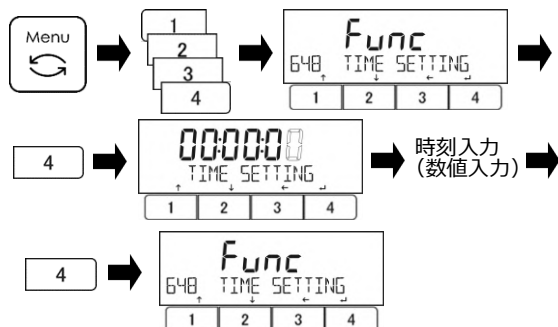 Menu
1
2
3
4
Func
648 TIME SETTING
↑ ↓ ← ↵
1 2 3 4
4
00:00:00
TIME SETTING
↑ ↓ ← ↵
1 2 3 4
時刻入力
(数値入力)
4
Func
648 TIME SETTING
↑ ↓ ← ↵
1 2 3 4